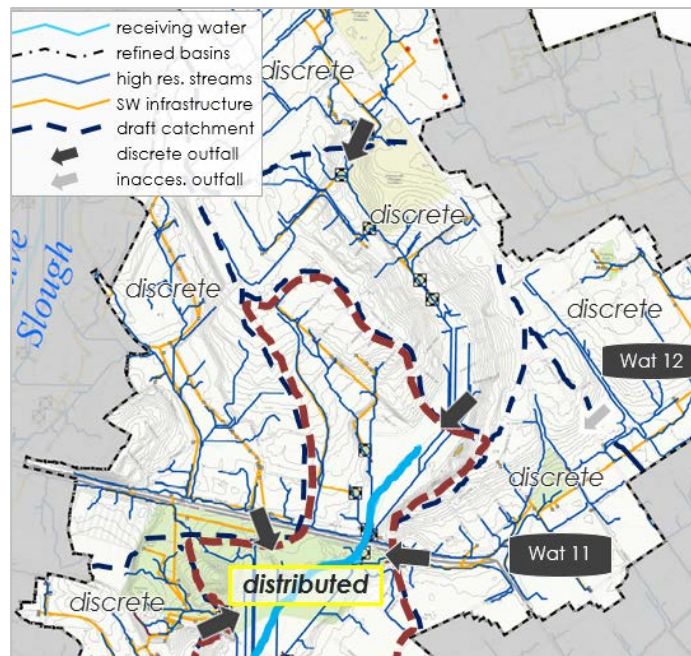 receiving water
refined basins
high res. streams
SW infrastructure
draft catchment
discrete outfall
inacces. outfall
discrete
discrete
discrete
discrete
Slough
Wat 12
discrete
Wat 11
distributed
discrete